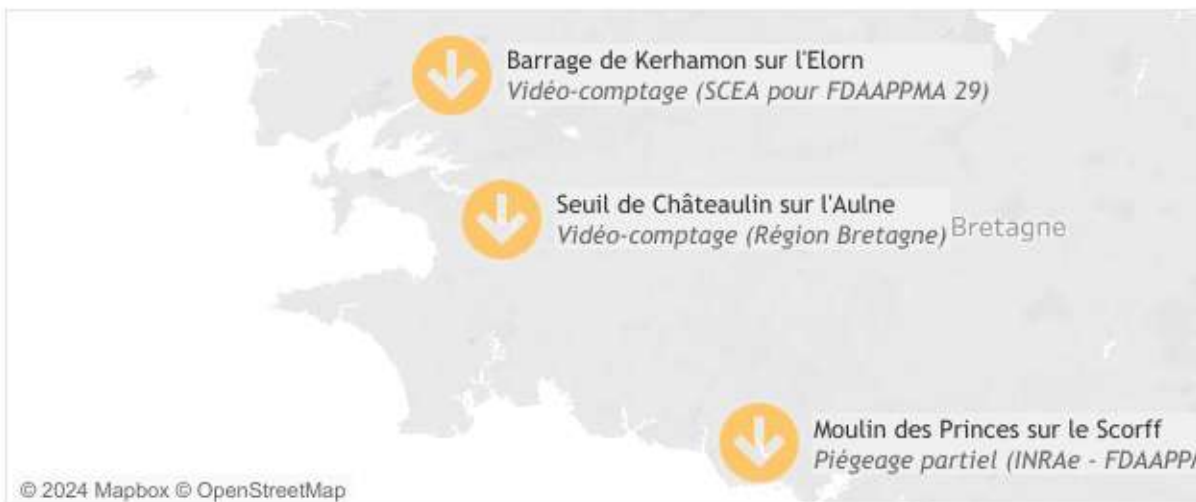 Barrage de Kerhamon sur l'Elorn
Vidéo-comptage (SCEA pour FDAAPPMA 29)
Seuil de Châteaulin sur l'Aulne
Vidéo-comptage (Région Bretagne)
Bretagne
Moulin des Princes sur le Scorff
Piégeage partiel (INRAe - FDAAPP
© 2024 Mapbox © OpenStreetMap